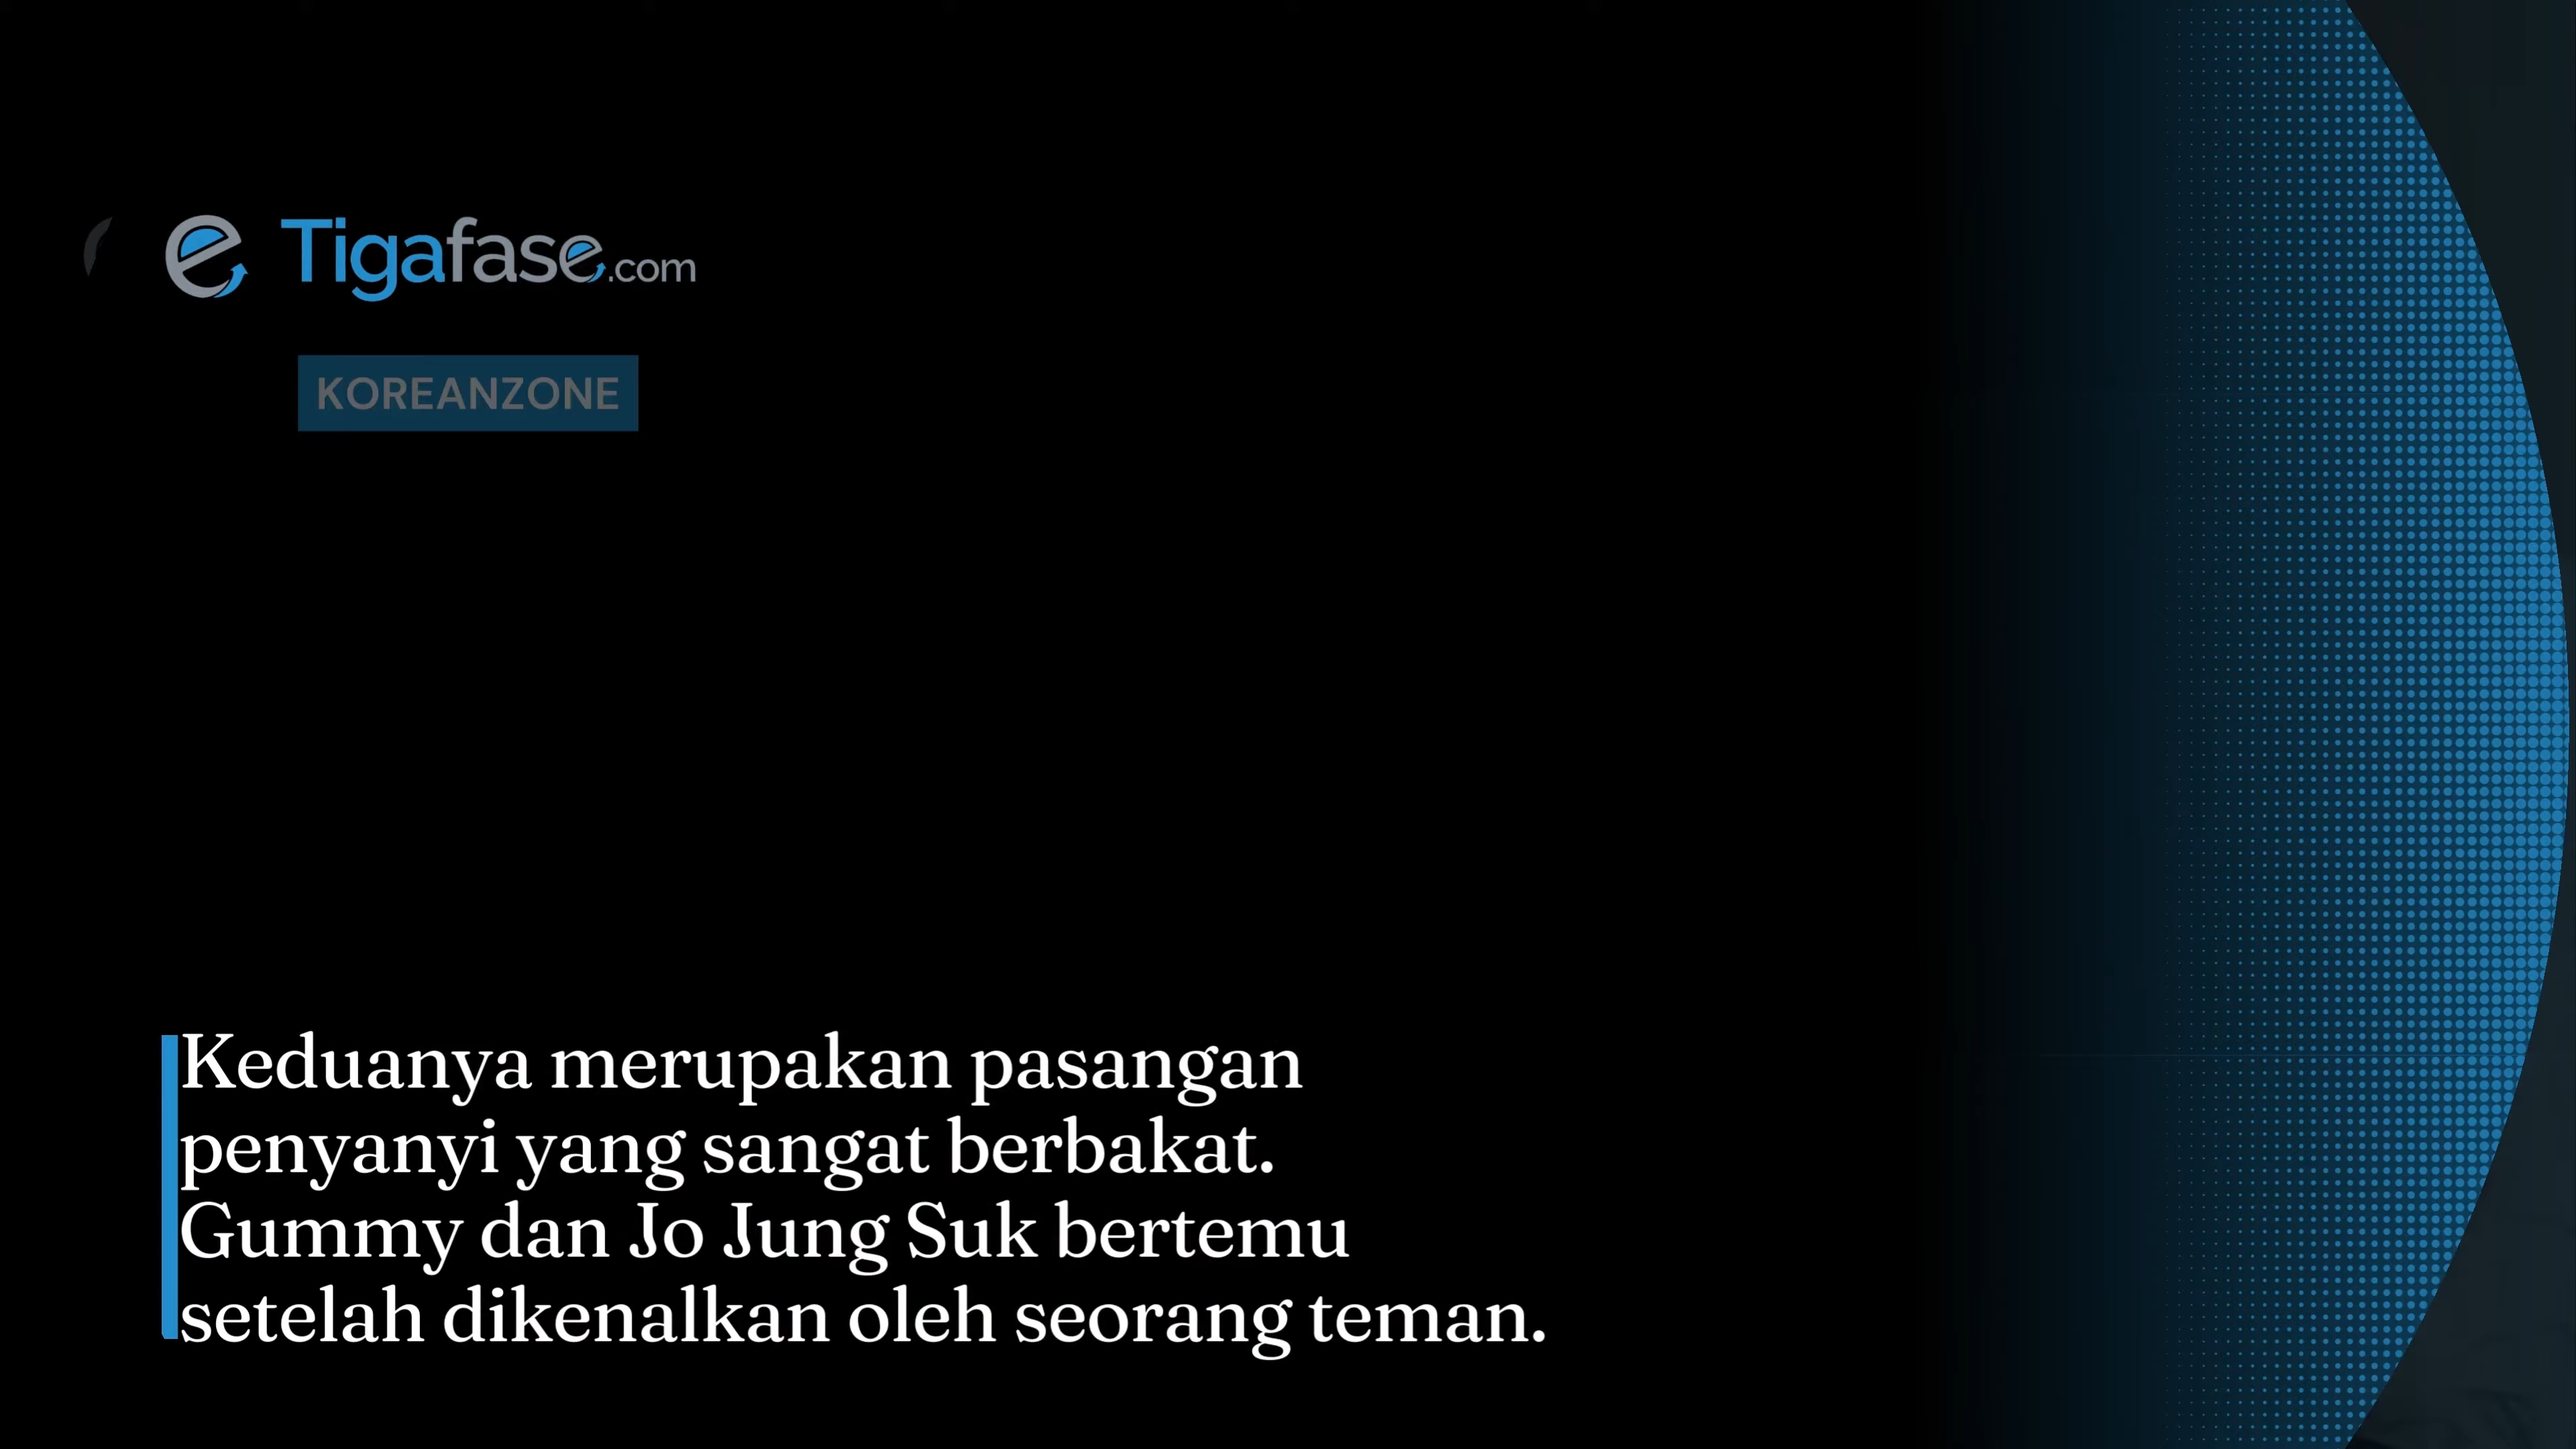 e Tigafase.com
KOREANZONE
Keduanya merupakan pasangan
penyanyi yang sangat berbakat.
Gummy dan Jo Jung Suk bertemu
setelah dikenalkan oleh seorang teman.